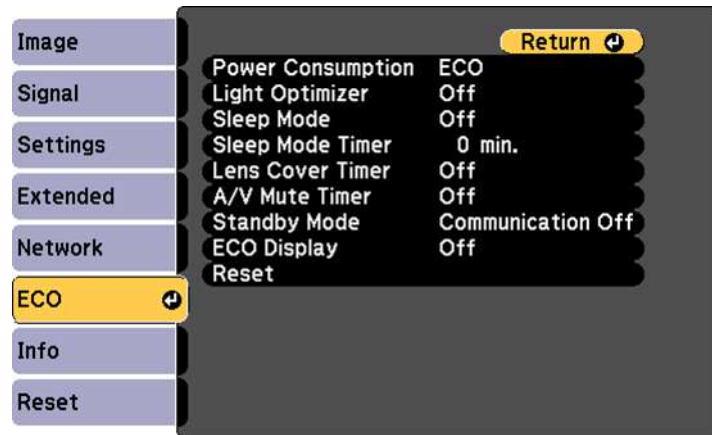 Image
Signal
Settings
Extended
Network
ECO
Info
Reset
Return
Power Consumption ECO
Light Optimizer Off
Sleep Mode Off
Sleep Mode Timer 0 min.
Lens Cover Timer Off
A/V Mute Timer Off
Standby Mode Communication Off
ECO Display Off
Reset